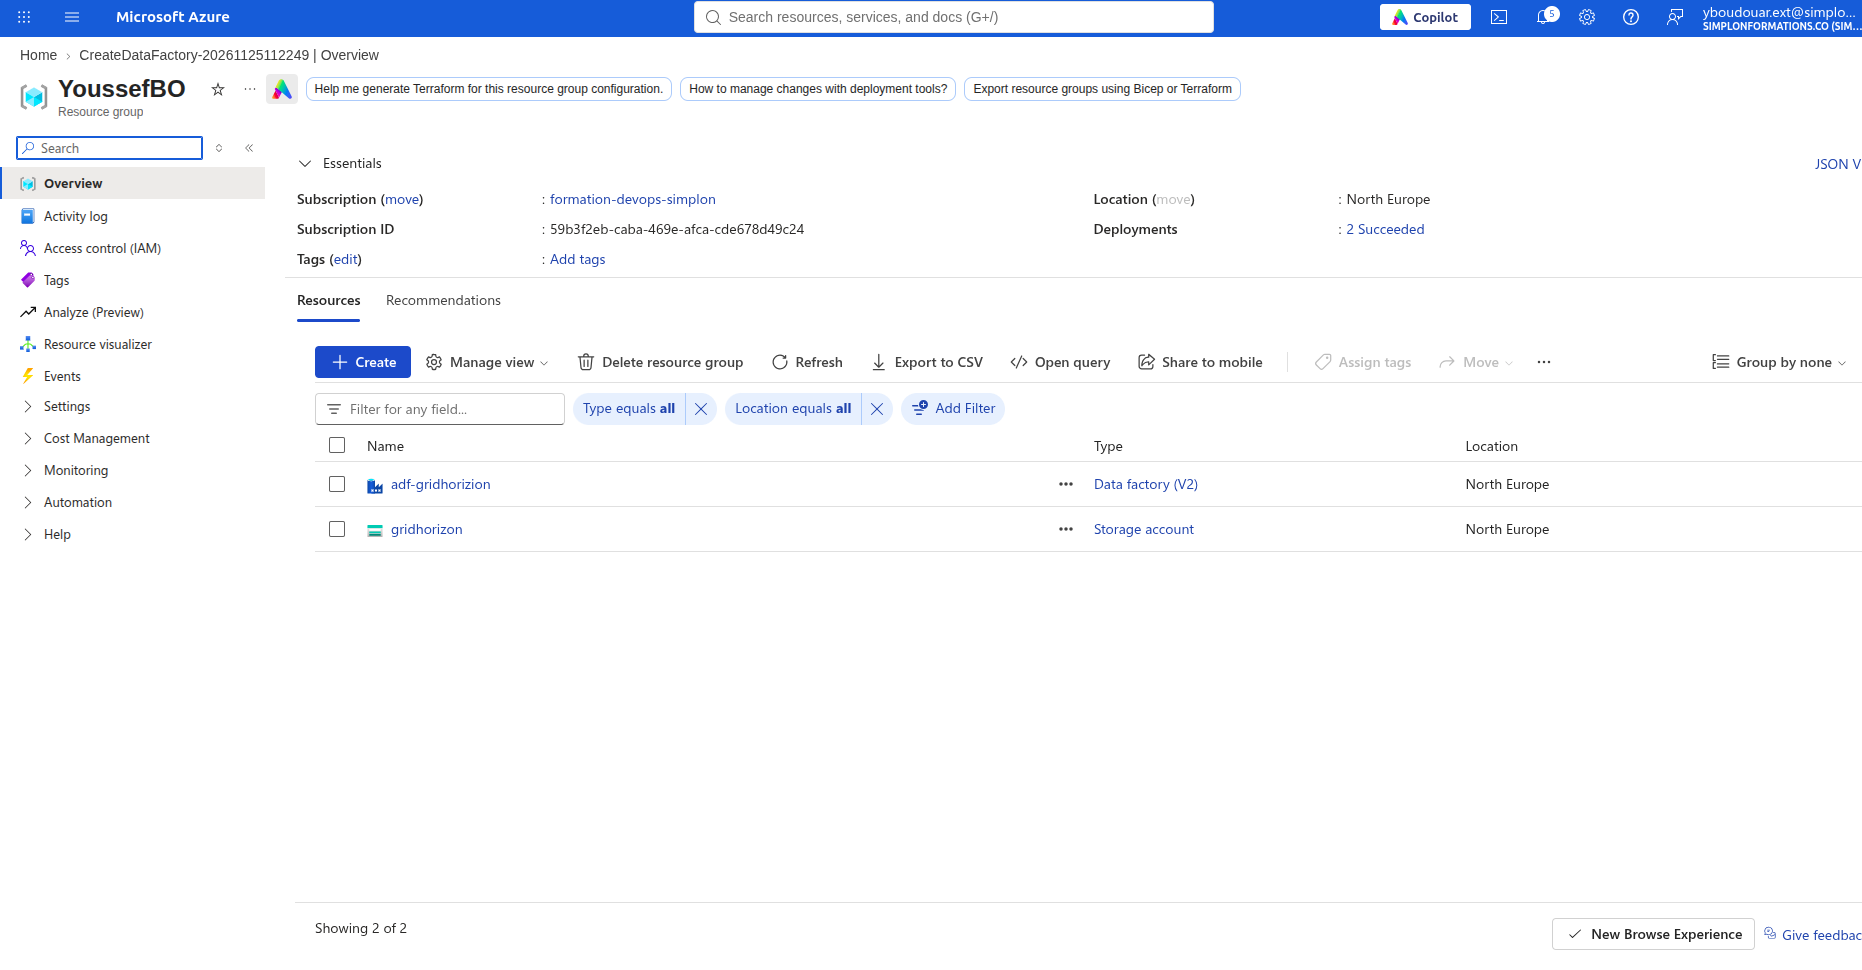 Microsoft Azure
Search resources, services, and docs (G+/)
Copilot
5
yboudouar.ext@simplo...
SIMPLONFORMATIONS.CO (SIM...
Home › CreateDataFactory-20261125112249 | Overview
YoussefBO
Resource group
Help me generate Terraform for this resource group configuration.
How to manage changes with deployment tools?
Export resource groups using Bicep or Terraform
Search
Overview
Activity log
Access control (IAM)
Tags
Analyze (Preview)
Resource visualizer
Events
Settings
Cost Management
Monitoring
Automation
Help
Essentials
JSON V
Subscription (move) : formation-devops-simplon
Subscription ID : 59b3f2eb-caba-469e-afca-cde678d49c24
Tags (edit) : Add tags
Location (move) : North Europe
Deployments : 2 Succeeded
Resources Recommendations
Create Manage view Delete resource group Refresh Export to CSV Open query Share to mobile Assign tags Move ... Group by none
Filter for any field... Type equals all Location equals all Add Filter
Name Type Location
adf-gridhorizion ... Data factory (V2) North Europe
gridhorizon ... Storage account North Europe
Showing 2 of 2
New Browse Experience
Give feedbac